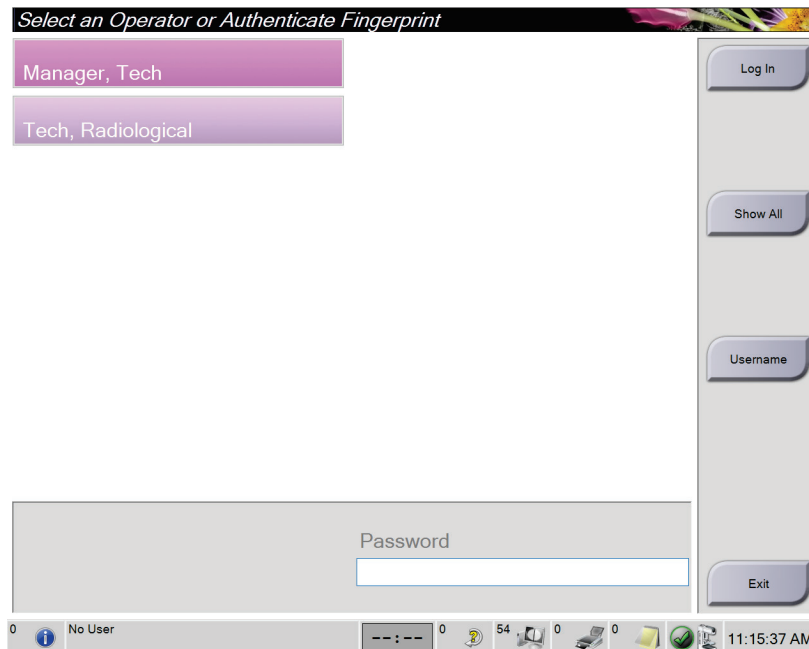 Select an Operator or Authenticate Fingerprint
Manager, Tech
Log In
Tech, Radiological
Show All
Username
Password
Exit
0 No User --:-- 0 54 0 0 11:15:37 AM